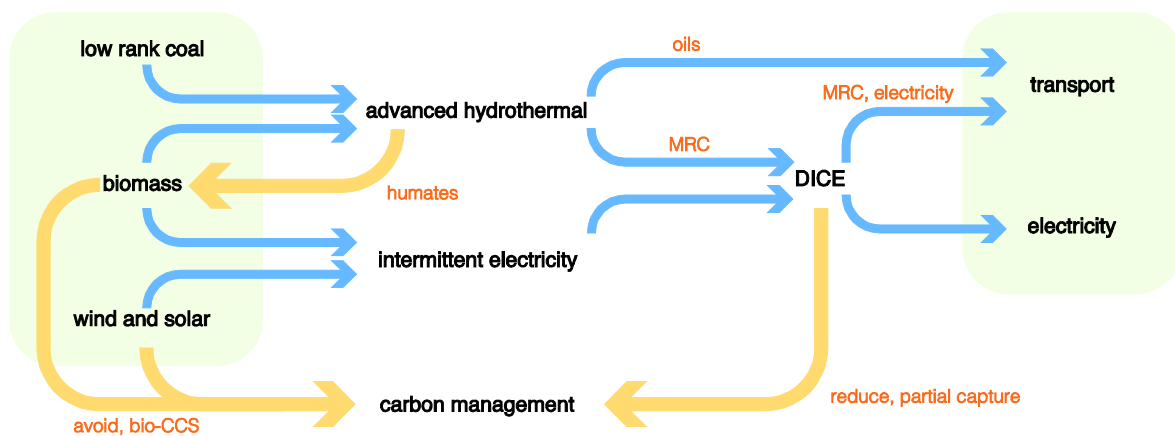 low rank coal
oils
transport
MRC, electricity
advanced hydrothermal
MRC
biomass
humates
DICE
electricity
intermittent electricity
wind and solar
carbon management
reduce, partial capture
avoid, bio-CCS